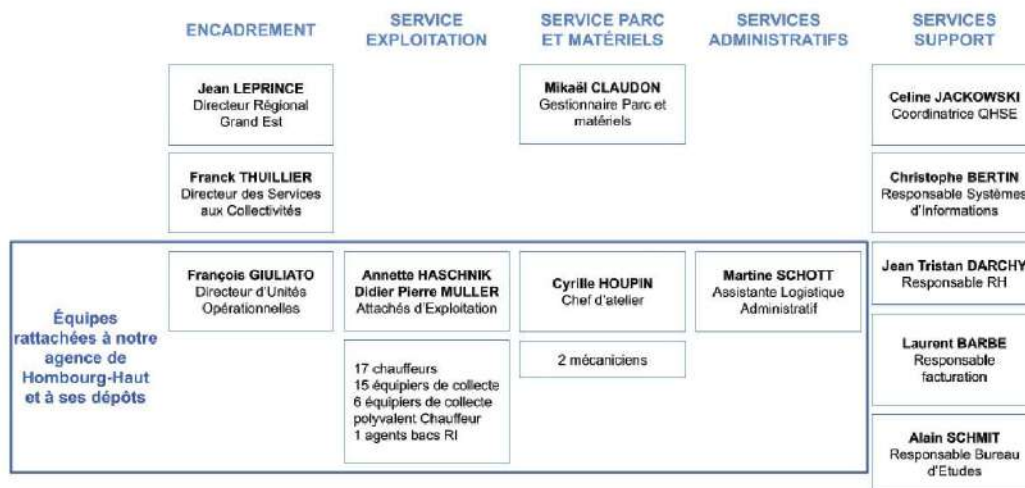 ENCADREMENT
SERVICE
EXPLOITATION
SERVICE PARC
ET MATÉRIELS
SERVICES
ADMINISTRATIFS
SERVICES
SUPPORT
Jean LEPRINCE
Directeur Régional
Grand Est
Mikaël CLAUDON
Gestionnaire Parc et
matériels
Celine JACKOWSKI
Coordinatrice QHSE
Franck THUILLIER
Directeur des Services
aux Collectivités
Christophe BERTIN
Responsable Systèmes
d'Informations
Équipes
rattachées à notre
agence de
Hombourg-Haut
et à ses dépôts
François GIULIATO
Directeur d'Unités
Opérationnelles
Annette HASCHNIK
Didier Pierre MULLER
Attachés d'Exploitation
Cyrille HOUPIN
Chef d'atelier
Martine SCHOTT
Assistante Logistique
Administratif
Jean Tristan DARCHY
Responsable RH
17 chauffeurs
15 équipiers de collecte
6 équipiers de collecte
polyvalent Chauffeur
1 agents bacs RI
2 mécaniciens
Laurent BARBE
Responsable
facturation
Alain SCHMIT
Responsable Bureau
d'Etudes